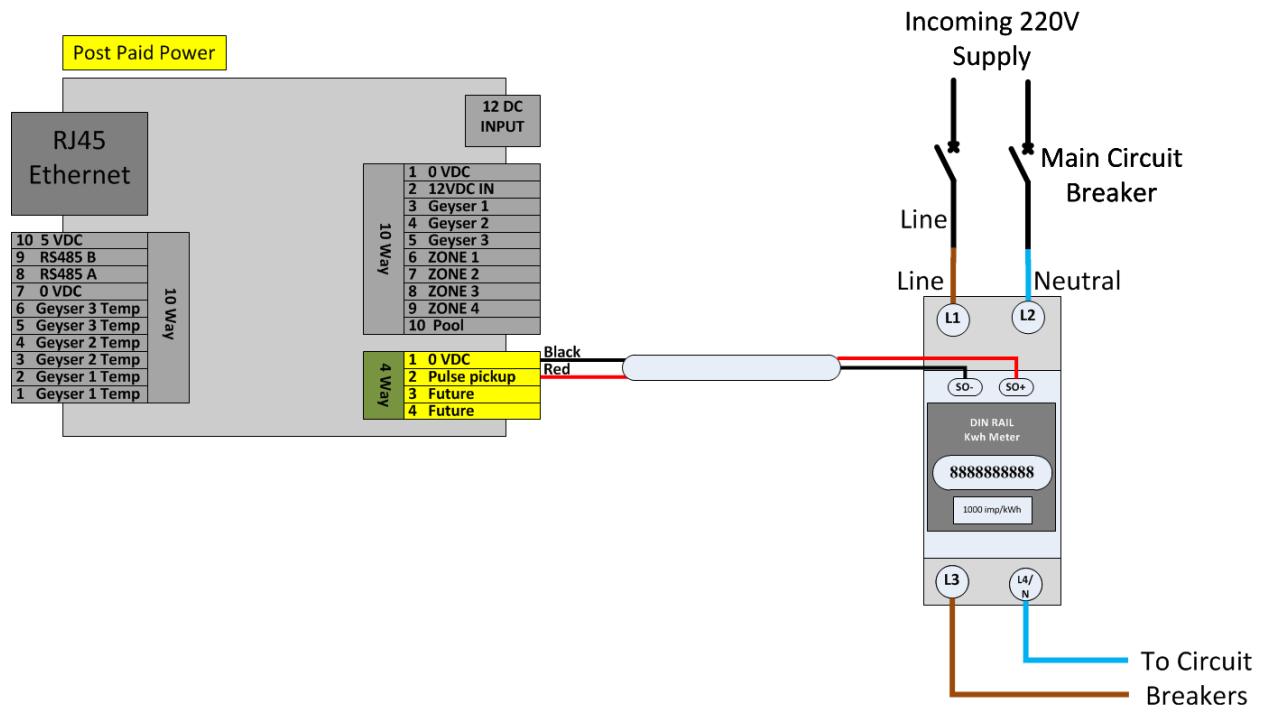 Post Paid Power
RJ45
Ethernet
10 5 VDC
9 RS485 B
8 RS485 A
7 0 VDC
6 Geyser 3 Temp
5 Geyser 3 Temp
4 Geyser 2 Temp
3 Geyser 2 Temp
2 Geyser 1 Temp
1 Geyser 1 Temp
10 Way
12 DC
INPUT
10 Way
1 0 VDC
2 12VDC IN
3 Geyser 1
4 Geyser 2
5 Geyser 3
6 ZONE 1
7 ZONE 2
8 ZONE 3
9 ZONE 4
10 Pool
4 Way
1 0 VDC
2 Pulse pickup
3 Future
4 Future
Black
Red
Incoming 220V
Supply
Main Circuit
Breaker
Line
Line
Neutral
L1
L2
SO-
SO+
DIN RAIL
Kwh Meter
8888888888
1000 imp/kWh
L3
L4/
N
To Circuit
Breakers